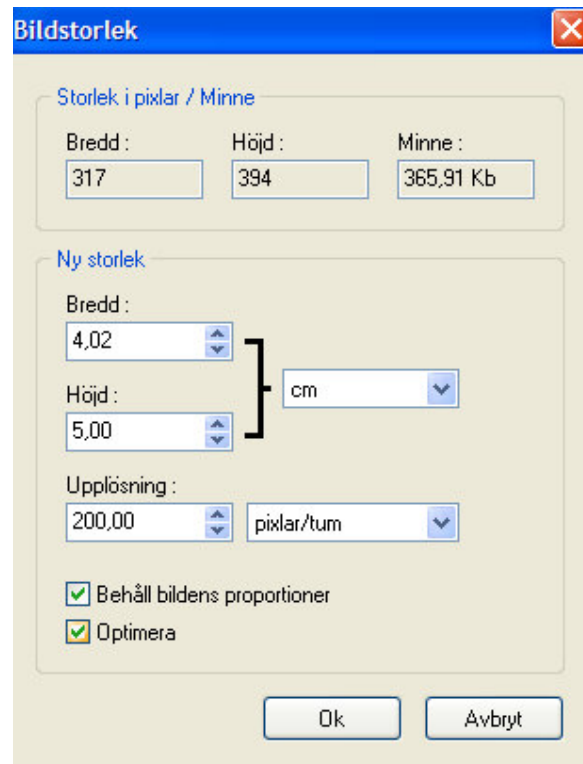 Bildstorlek
Storlek i pixlar / Minne
Bredd : Höjd : Minne :
317 394 365,91 Kb
Ny storlek
Bredd :
4,02
cm
Höjd :
5,00
Upplösning :
200,00 pixlar/tum
Behåll bildens proportioner
Optimera
Ok Avbryt